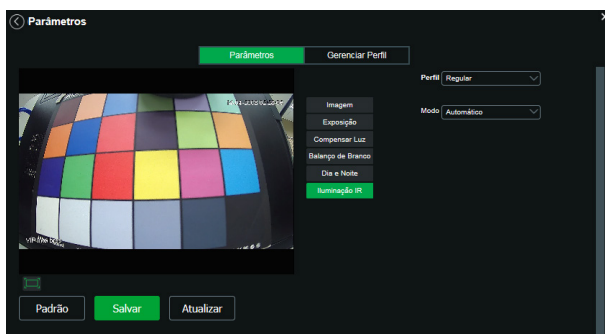 Parâmetros
Parâmetros
Gerenciar Perfil
Perfil Regular
Modo Automático
Imagem
Exposição
Compensar Luz
Balanço de Branco
Dia e Noite
Iluminação IR
Padrão
Salvar
Atualizar